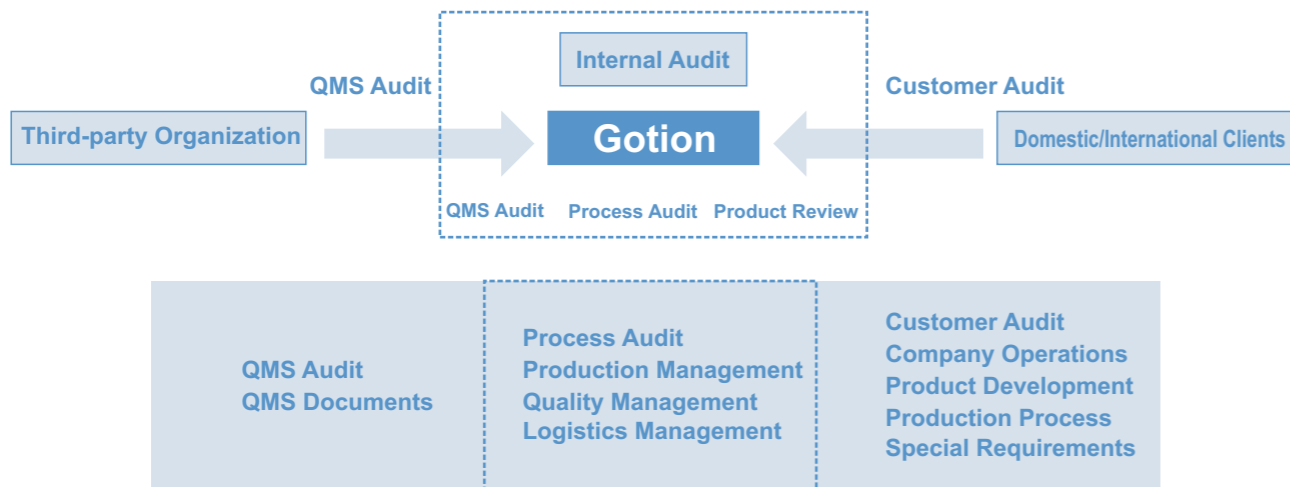 Internal Audit
QMS Audit
Customer Audit
Third-party Organization
Gotion
Domestic/International Clients
QMS Audit
Process Audit
Product Review
QMS Audit
QMS Documents
Process Audit
Production Management
Quality Management
Logistics Management
Customer Audit
Company Operations
Product Development
Production Process
Special Requirements